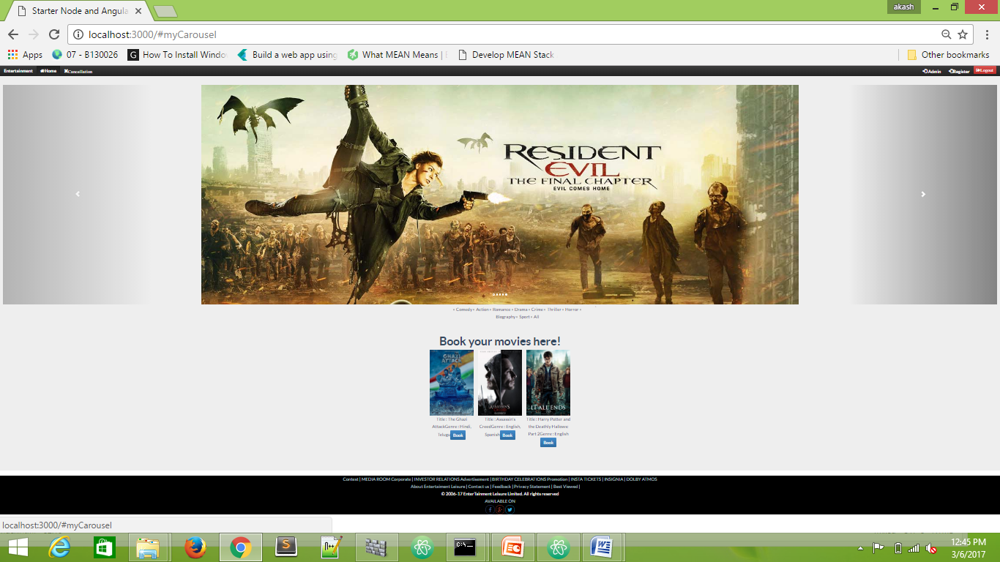 Starter Node and Angula
akash
localhost:3000/#myCarousel
Apps
07 - B130026
G
How To Install Windo
Build a web app using
What MEAN Means |
Develop MEAN Stack
Other bookmarks
Entertainment
Home
Cancellation
Admin
Register
Logout
RESIDENT
EVIL
THE FINAL CHAPTER
EVIL COMES HOME
» Comedy » Action » Romance » Drama » Crime » Thriller » Horror »
Biography » Sport » All
Book your movies here!
GHAZI
ATTACK
ASSASSIN'S
IT ALL ENDS
Title : The Ghazi
AttackGenre : Hindi,
Telugu Book
Title : Assassin's
CreedGenre : English,
Spanish Book
Title : Harry Potter and
the Deathly Hallows:
Part 2Genre : English
Book
Contest | MEDIA ROOM Corporate | INVESTOR RELATIONS Advertisement | BIRTHDAY CELEBRATIONS Promotion | INSTA TICKETS | INSIGNIA | DOLBY ATMOS
About Entertaiment Leisure | Contact us | Feedback | Privacy Statement | Best Viewed |
© 2006-17 EnterTainment Leisure Limited. All rights reserved
AVAILABLE ON
localhost:3000/#myCarousel
12:45 PM
3/6/2017